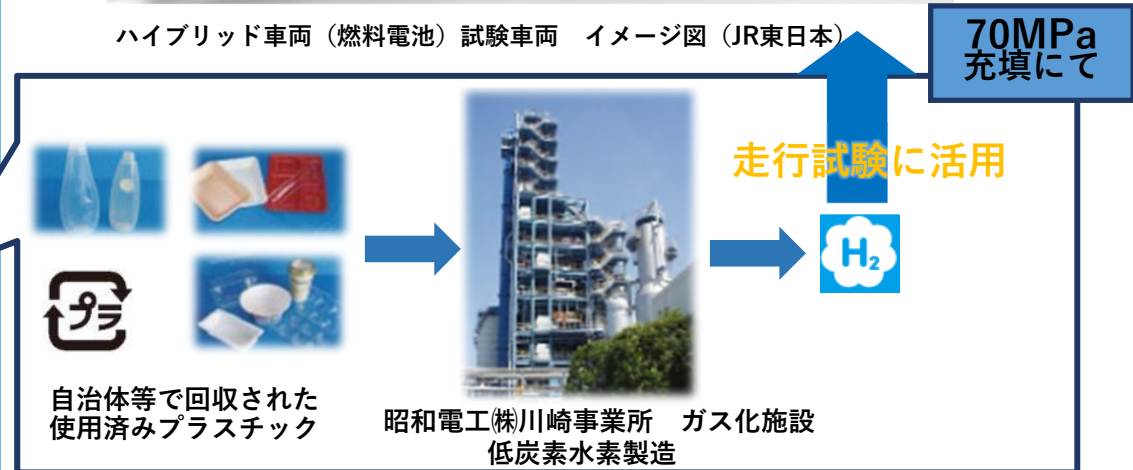 ハイブリッド車両（燃料電池）試験車両　イメージ図（JR東日本）
70MPa
充填にて
走行試験に活用
H₂
プラ
自治体等で回収された
使用済みプラスチック
昭和電工㈱川崎事業所　ガス化施設
低炭素水素製造